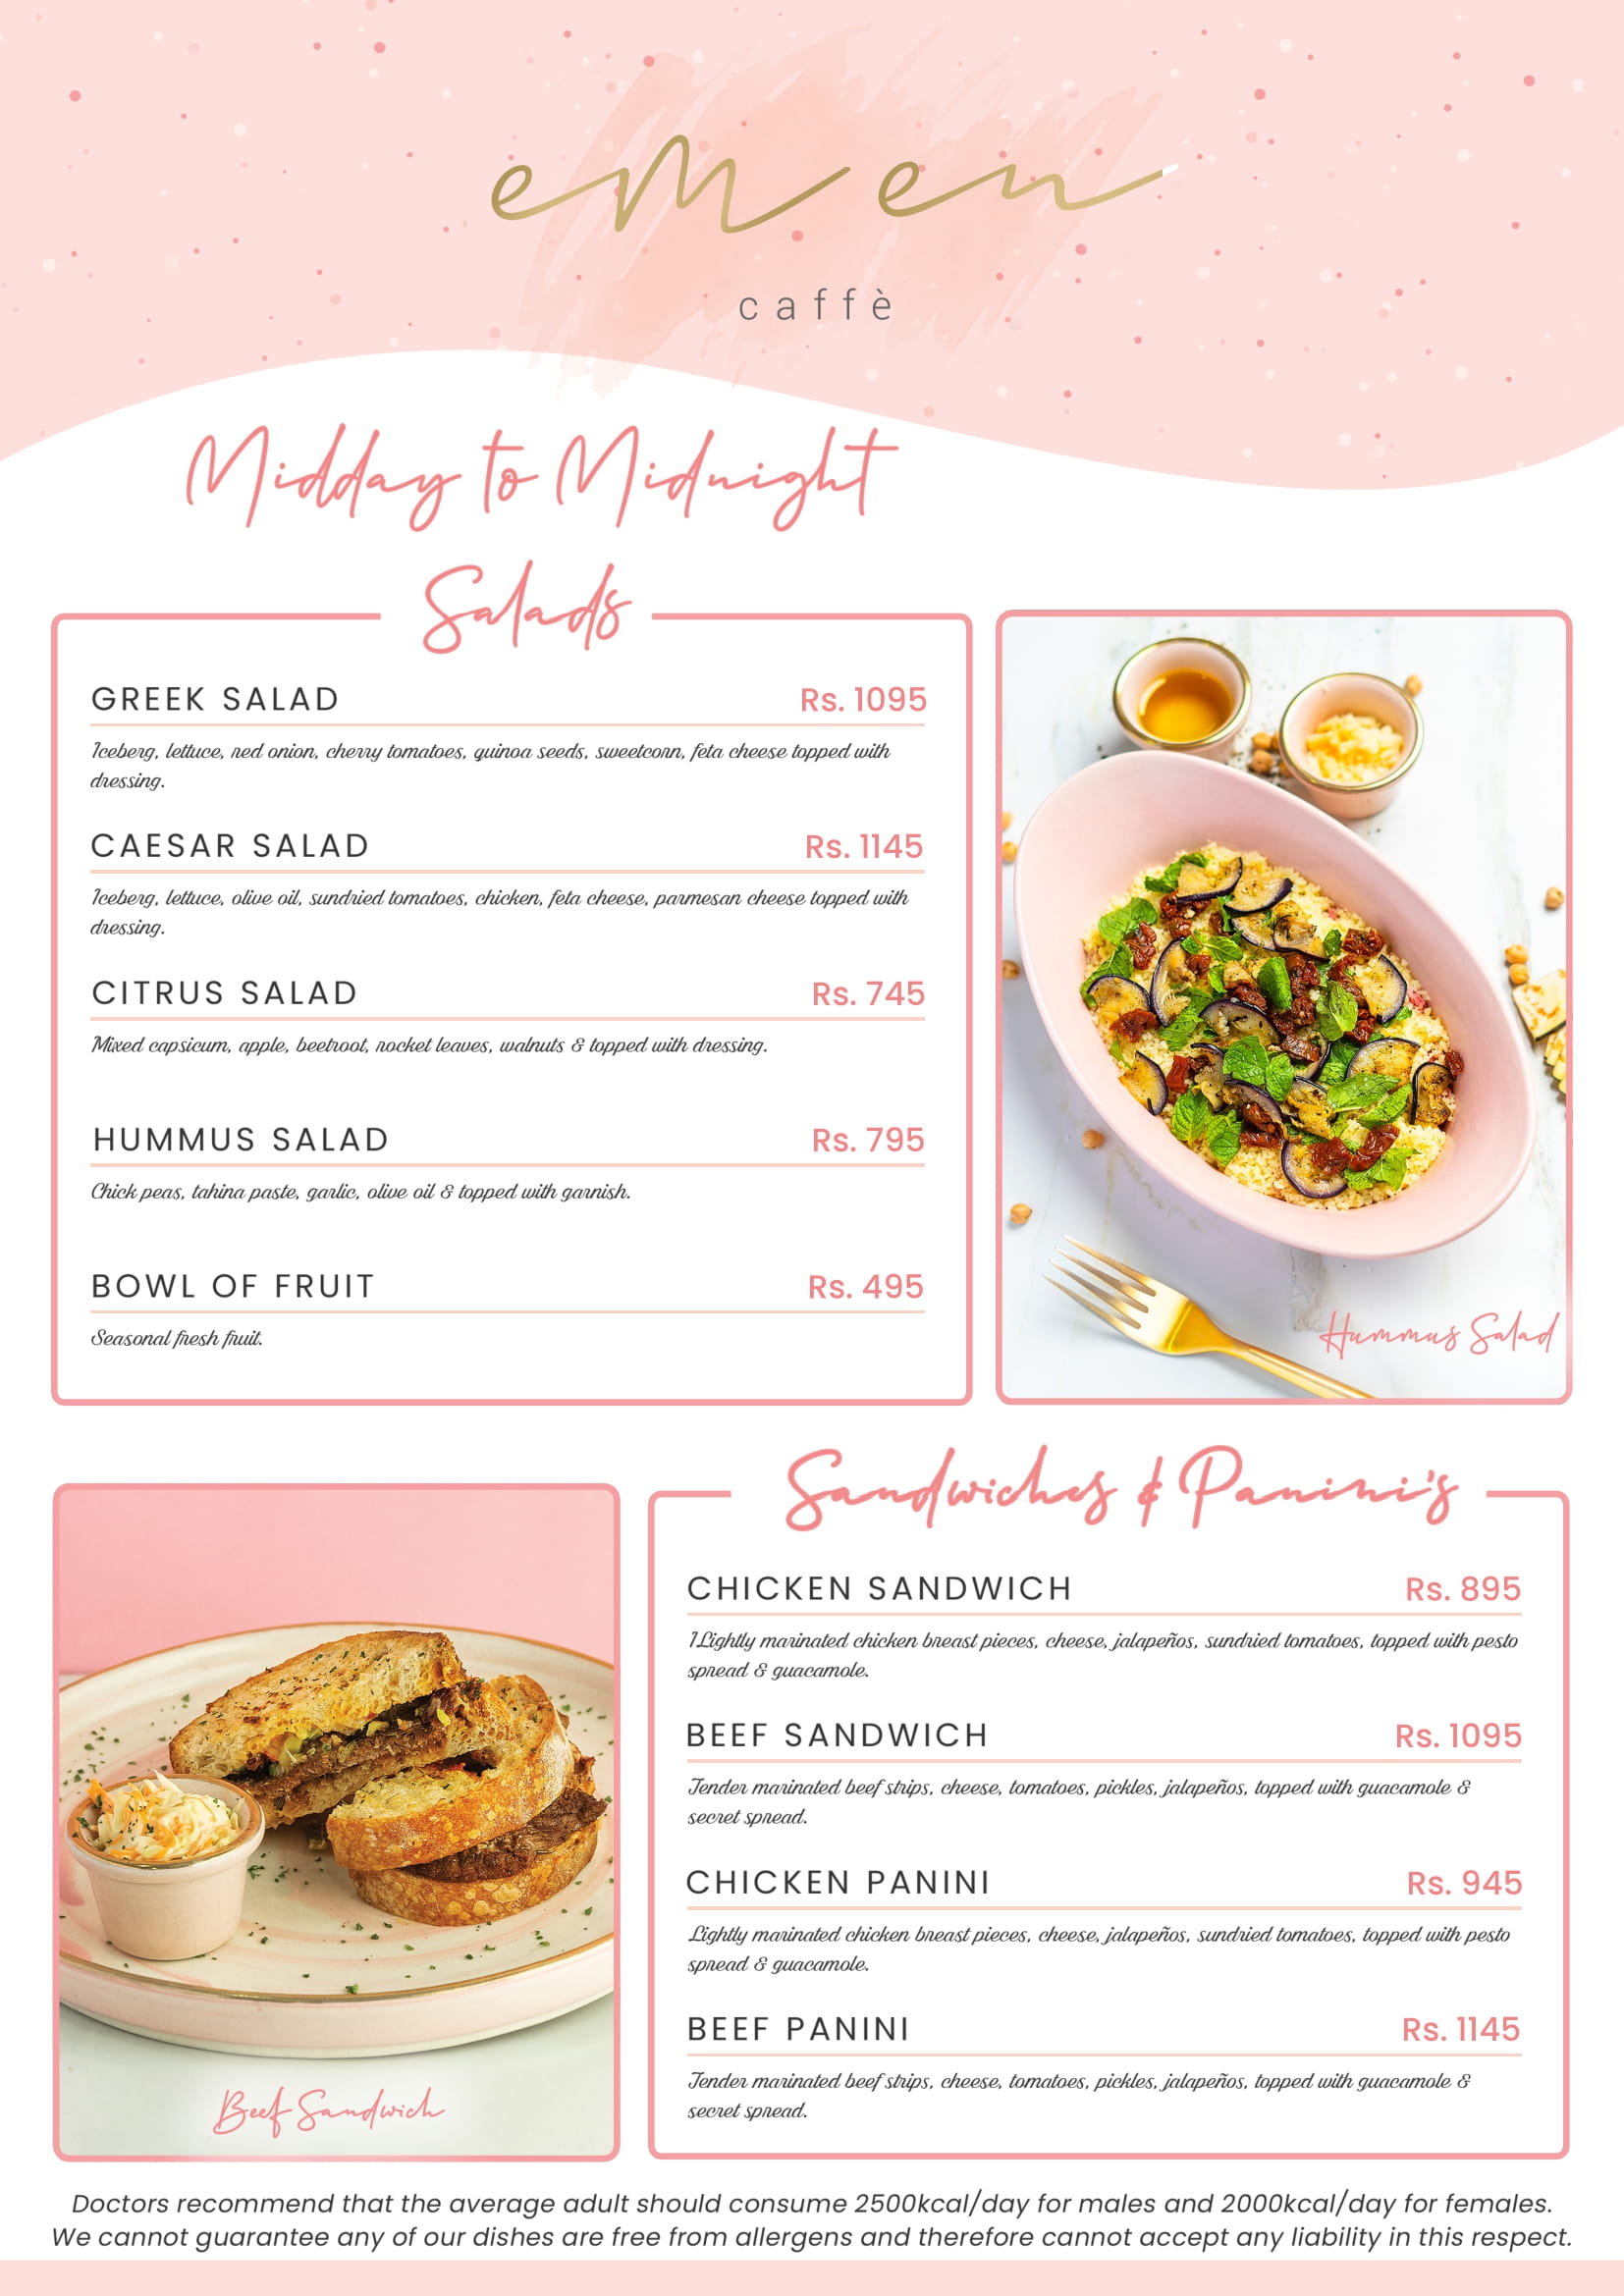 em en
caffè
Midday to Midnight
Salads
GREEK SALAD Rs. 1095
Iceberg, lettuce, red onion, cherry tomatoes, quinoa seeds, sweetcorn, feta cheese topped with
dressing.
CAESAR SALAD Rs. 1145
Iceberg, lettuce, olive oil, sundried tomatoes, chicken, feta cheese, parmesan cheese topped with
dressing.
CITRUS SALAD Rs. 745
Mixed capsicum, apple, beetroot, rocket leaves, walnuts & topped with dressing.
HUMMUS SALAD Rs. 795
Chick peas, tahina paste, garlic, olive oil & topped with garnish.
BOWL OF FRUIT Rs. 495
Seasonal fresh fruit.
Hummus Salad
Sandwiches & Panini's
CHICKEN SANDWICH Rs. 895
1Lightly marinated chicken breast pieces, cheese, jalapeños, sundried tomatoes, topped with pesto
spread & guacamole.
BEEF SANDWICH Rs. 1095
Tender marinated beef strips, cheese, tomatoes, pickles, jalapeños, topped with guacamole &
secret spread.
CHICKEN PANINI Rs. 945
Lightly marinated chicken breast pieces, cheese, jalapeños, sundried tomatoes, topped with pesto
spread & guacamole.
BEEF PANINI Rs. 1145
Tender marinated beef strips, cheese, tomatoes, pickles, jalapeños, topped with guacamole &
secret spread.
Beef Sandwich
Doctors recommend that the average adult should consume 2500kcal/day for males and 2000kcal/day for females.
We cannot guarantee any of our dishes are free from allergens and therefore cannot accept any liability in this respect.